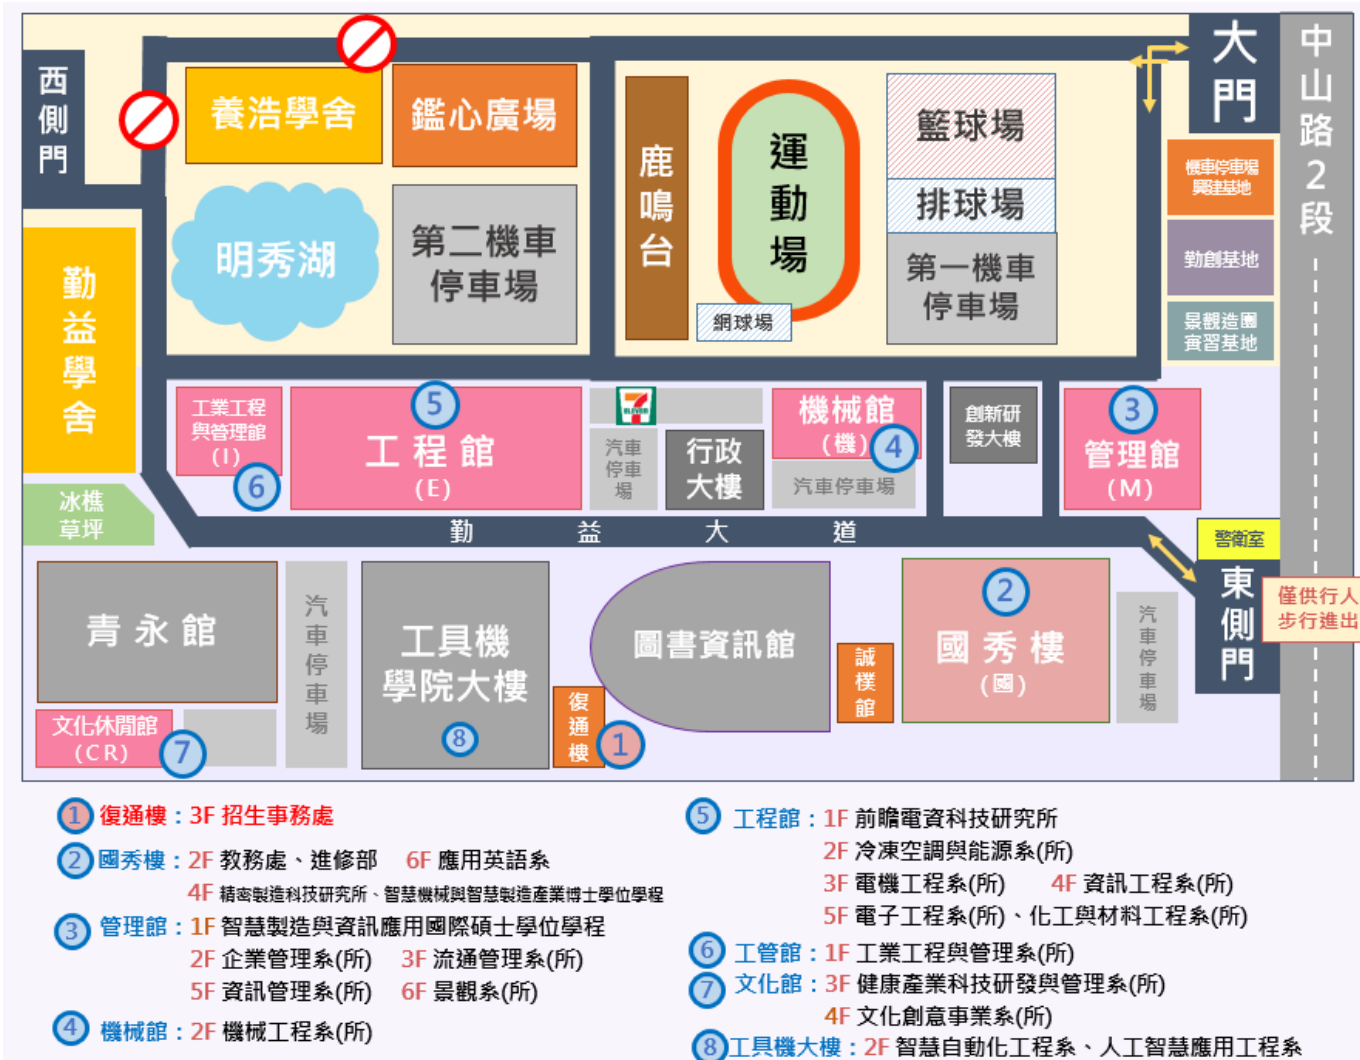 西側門
養浩學舍
鑑心廣場
鹿鳴台
運動場
籃球場
排球場
大門
中山路2段
機車停車場
興建基地
勤創基地
景觀造園
實習基地
明秀湖
第二機車
停車場
網球場
第一機車
停車場
勤益學舍
冰樵
草坪
工業工程
與管理館
(I)
6
5
工程館
(E)
7
ELEVEN
汽車停車場
行政
大樓
機械館
(機)
4
汽車停車場
創新研
發大樓
3
管理館
(M)
勤益大道
警衛室
東側門
僅供行人
步行進出
青永館
汽車停車場
工具機
學院大樓
8
復通樓
1
圖書資訊館
誠樸館
2
國秀樓
(國)
汽車停車場
文化休閒館
(CR)
7
1 復通樓：3F 招生事務處
2 國秀樓：2F 教務處、進修部 6F 應用英語系
4F 精密製造科技研究所、智慧機械與智慧製造產業博士學位學程
3 管理館：1F 智慧製造與資訊應用國際碩士學位學程
2F 企業管理系(所) 3F 流通管理系(所)
5F 資訊管理系(所) 6F 景觀系(所)
4 機械館：2F 機械工程系(所)
5 工程館：1F 前瞻電資科技研究所
2F 冷凍空調與能源系(所)
3F 電機工程系(所) 4F 資訊工程系(所)
5F 電子工程系(所)、化工與材料工程系(所)
6 工管館：1F 工業工程與管理系(所)
7 文化館：3F 健康產業科技研發與管理系(所)
4F 文化創意事業系(所)
8 工具機大樓：2F 智慧自動化工程系、人工智慧應用工程系